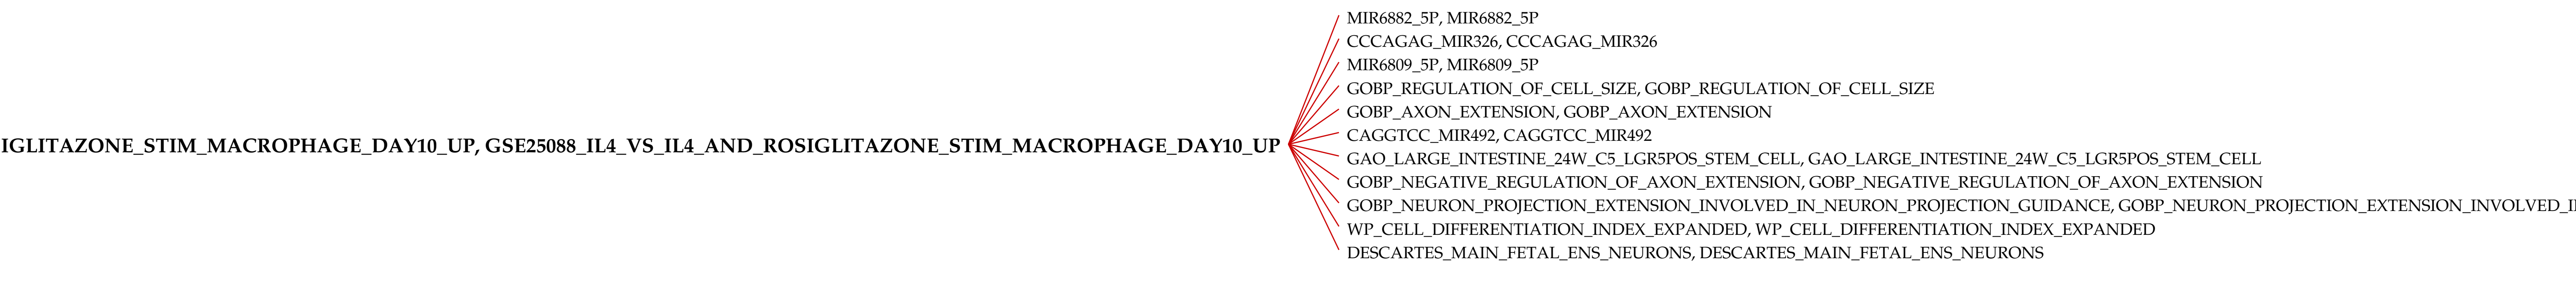 MIR6882_5P, MIR6882_5P
CCCAGAG_MIR326, CCCAGAG_MIR326
MIR6809_5P, MIR6809_5P
GOBP_REGULATION_OF_CELL_SIZE, GOBP_REGULATION_OF_CELL_SIZE
GOBP_AXON_EXTENSION, GOBP_AXON_EXTENSION
CAGGTCC_MIR492, CAGGTCC_MIR492
IGLITAZONE_STIM_MACROPHAGE_DAY10_UP, GSE25088_IL4_VS_IL4_AND_ROSIGLITAZONE_STIM_MACROPHAGE_DAY10_UP
GAO_LARGE_INTESTINE_24W_C5_LGR5POS_STEM_CELL, GAO_LARGE_INTESTINE_24W_C5_LGR5POS_STEM_CELL
GOBP_NEGATIVE_REGULATION_OF_AXON_EXTENSION, GOBP_NEGATIVE_REGULATION_OF_AXON_EXTENSION
GOBP_NEURON_PROJECTION_EXTENSION_INVOLVED_IN_NEURON_PROJECTION_GUIDANCE, GOBP_NEURON_PROJECTION_EXTENSION_INVOLVED_I
WP_CELL_DIFFERENTIATION_INDEX_EXPANDED, WP_CELL_DIFFERENTIATION_INDEX_EXPANDED
DESCARTES_MAIN_FETAL_ENS_NEURONS, DESCARTES_MAIN_FETAL_ENS_NEURONS